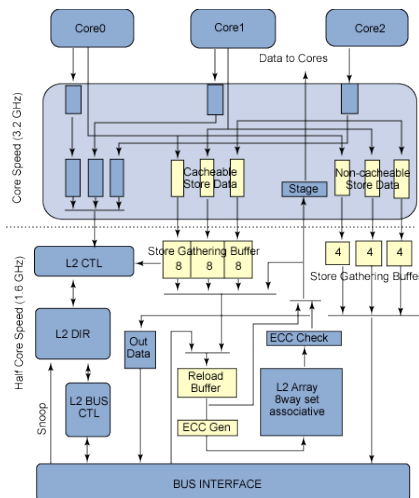 Core0
Core1
Core2
Data to Cores
Core Speed (3.2 GHz)
Cacheable
Store Data
Non-cacheable
Store Data
Stage
Half Core Speed (1.6 GHz)
L2 CTL
Store Gathering Buffer
8 8 8
4 4 4
Store Gathering Buffer
L2 DIR
Out
Data
ECC Check
Reload
Buffer
L2 Array
8way set
associative
L2 BUS
CTL
ECC Gen
Snoop
BUS INTERFACE